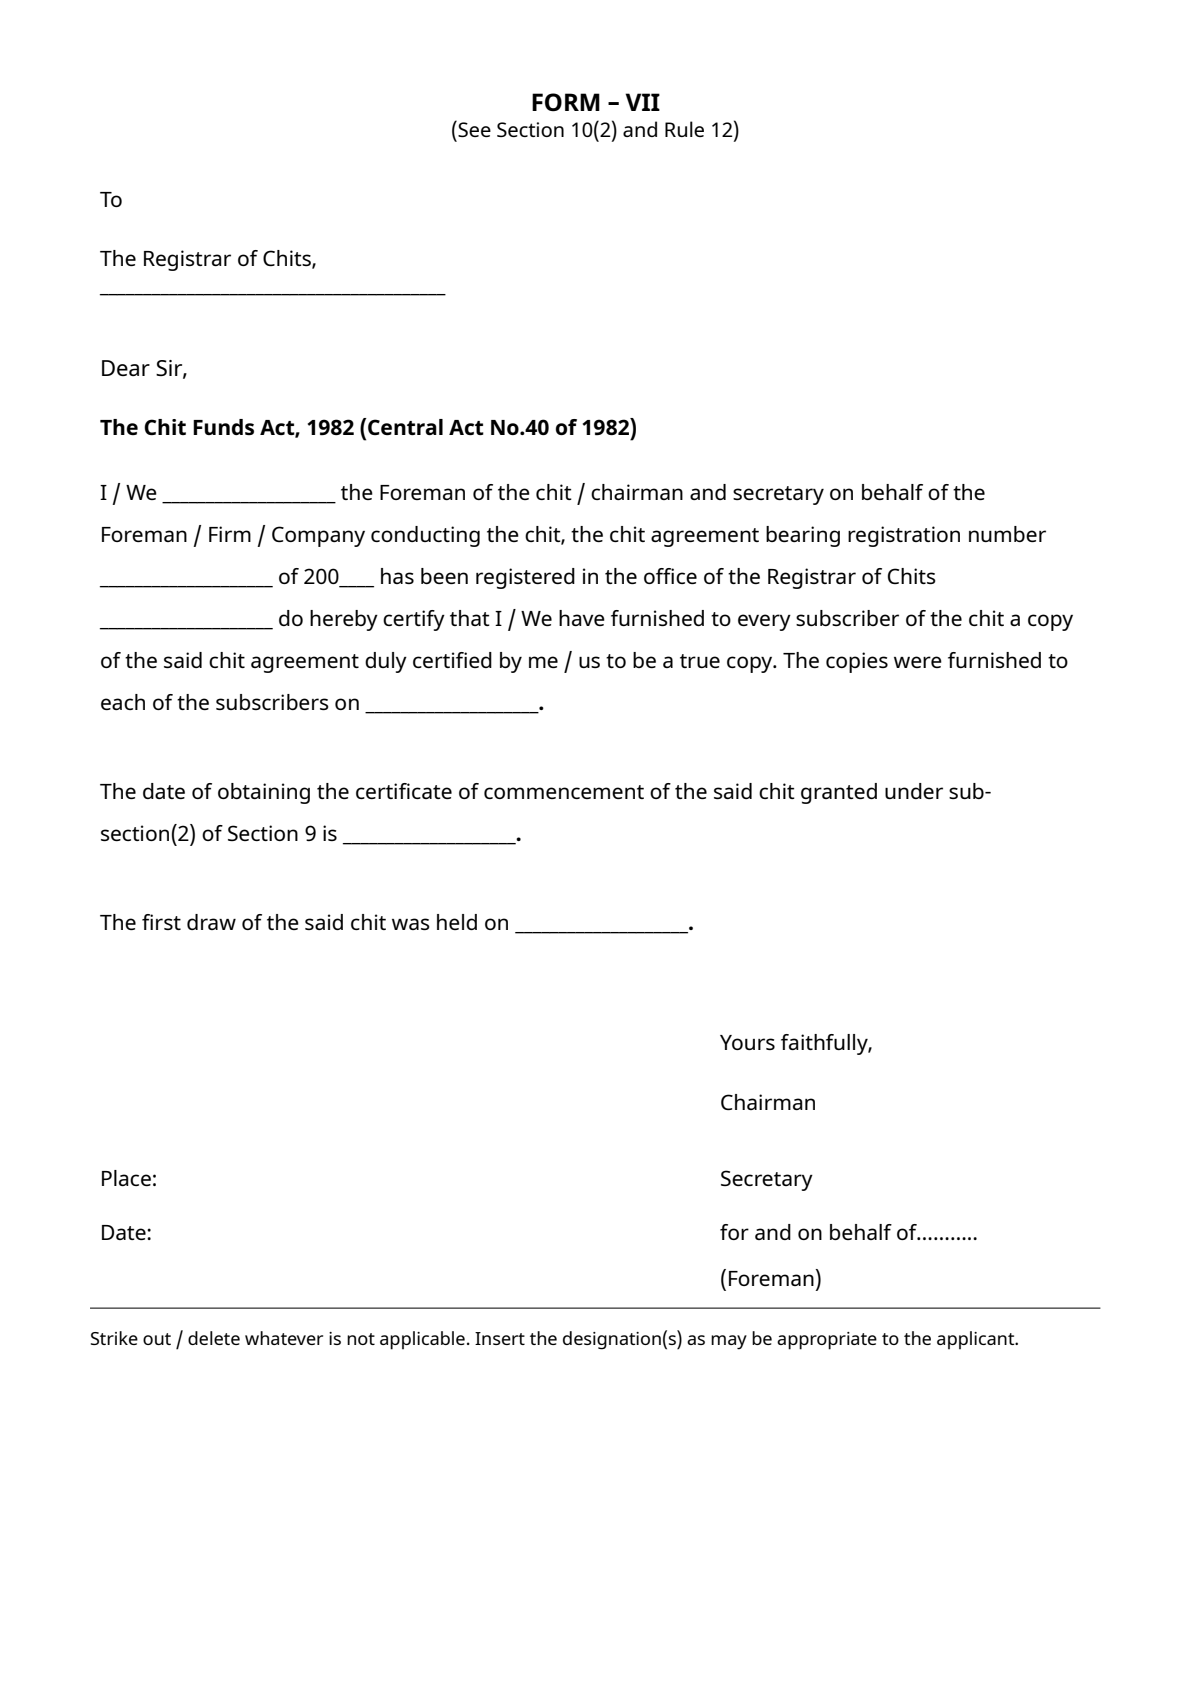 FORM – VII
(See Section 10(2) and Rule 12)
To
The Registrar of Chits,
________________________________________
Dear Sir,
The Chit Funds Act, 1982 (Central Act No.40 of 1982)
I / We ____________________ the Foreman of the chit / chairman and secretary on behalf of the
Foreman / Firm / Company conducting the chit, the chit agreement bearing registration number
____________________ of 200____ has been registered in the office of the Registrar of Chits
____________________ do hereby certify that I / We have furnished to every subscriber of the chit a copy
of the said chit agreement duly certified by me / us to be a true copy. The copies were furnished to
each of the subscribers on ____________________.
The date of obtaining the certificate of commencement of the said chit granted under sub-
section(2) of Section 9 is ____________________.
The first draw of the said chit was held on ____________________.
Yours faithfully,
Chairman
Place: Secretary
Date: for and on behalf of...........
(Foreman)
Strike out / delete whatever is not applicable. Insert the designation(s) as may be appropriate to the applicant.